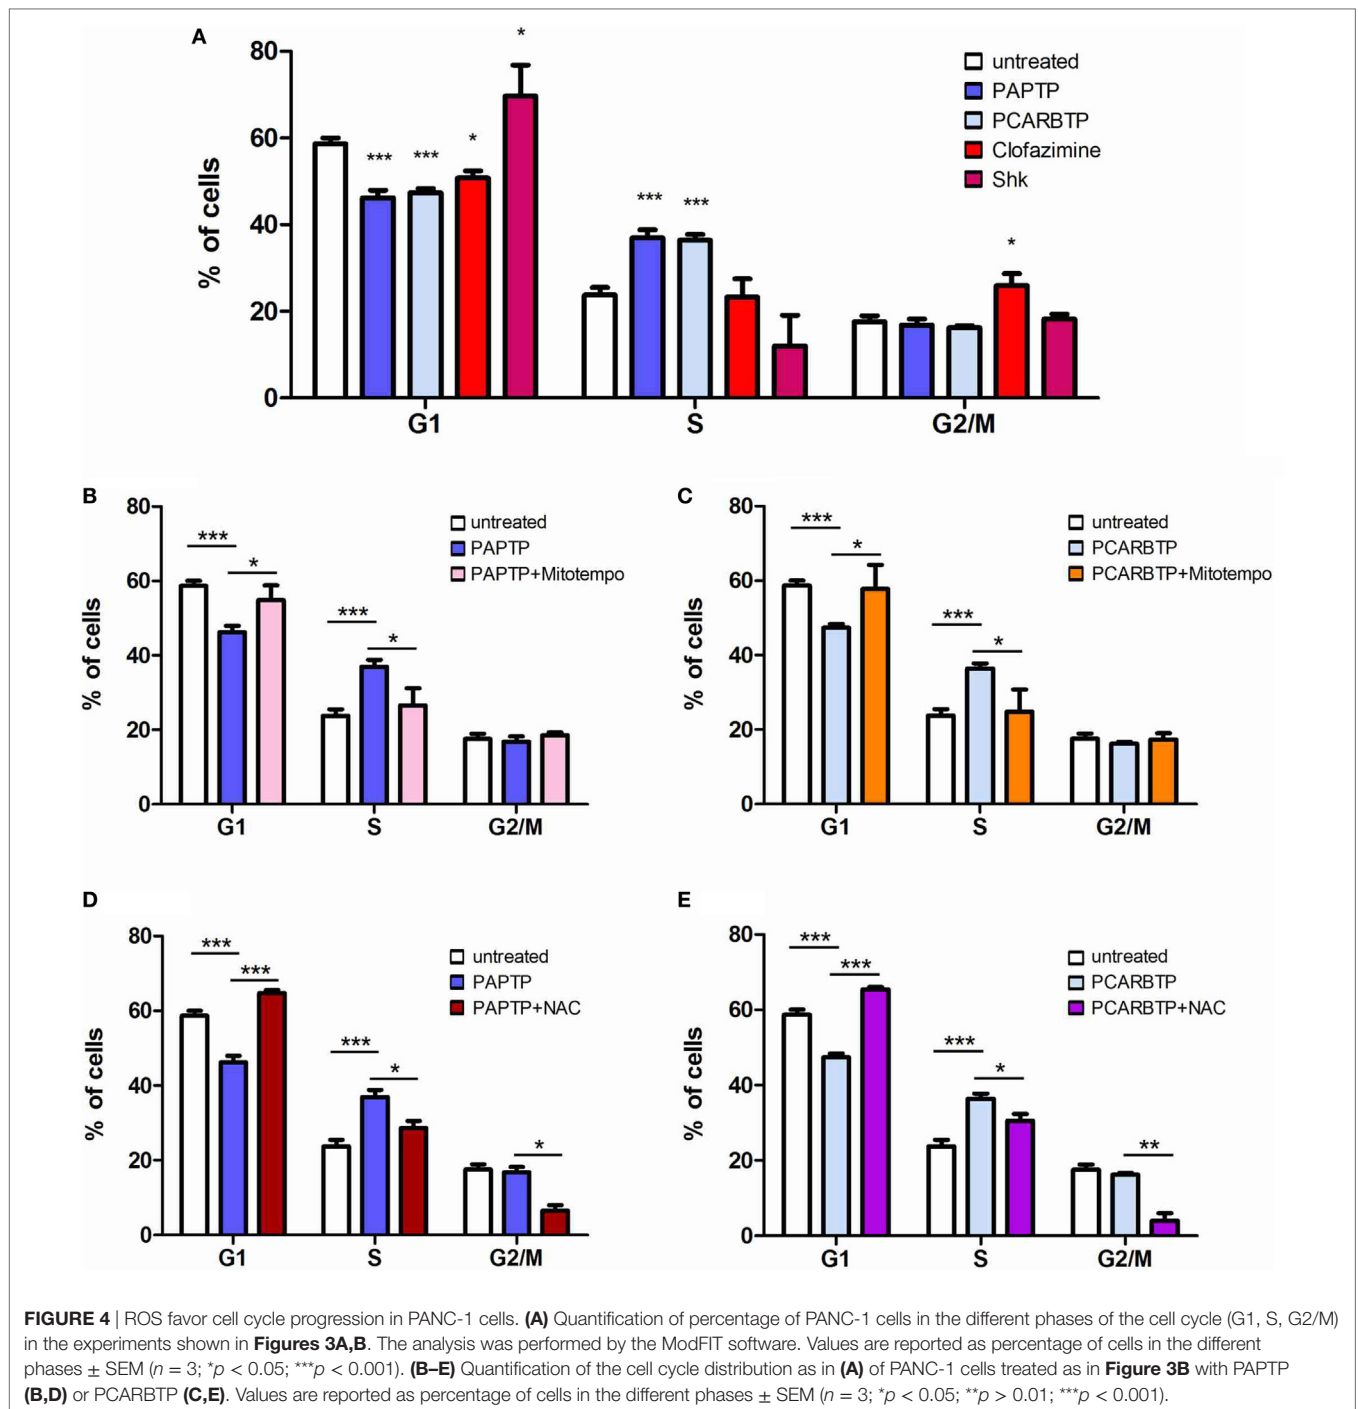 A
% of cells
80
60
40
20
0
*
***
***
*
***
***
*
G1
S
G2/M
untreated
PAPTP
PCARBTP
Clofazimine
Shk
B
% of cells
80
60
40
20
0
***
*
***
*
G1
S
G2/M
untreated
PAPTP
PAPTP+Mitotempo
C
% of cells
80
60
40
20
0
***
*
***
*
G1
S
G2/M
untreated
PCARBTP
PCARBTP+Mitotempo
D
% of cells
80
60
40
20
0
***
***
***
*
*
G1
S
G2/M
untreated
PAPTP
PAPTP+NAC
E
% of cells
80
60
40
20
0
***
***
***
*
**
G1
S
G2/M
untreated
PCARBTP
PCARBTP+NAC
FIGURE 4 | ROS favor cell cycle progression in PANC-1 cells. (A) Quantification of percentage of PANC-1 cells in the different phases of the cell cycle (G1, S, G2/M)
in the experiments shown in Figures 3A,B. The analysis was performed by the ModFIT software. Values are reported as percentage of cells in the different
phases ± SEM (n = 3; *p < 0.05; ***p < 0.001). (B–E) Quantification of the cell cycle distribution as in (A) of PANC-1 cells treated as in Figure 3B with PAPTP
(B,D) or PCARBTP (C,E). Values are reported as percentage of cells in the different phases ± SEM (n = 3; *p < 0.05; **p > 0.01; ***p < 0.001).